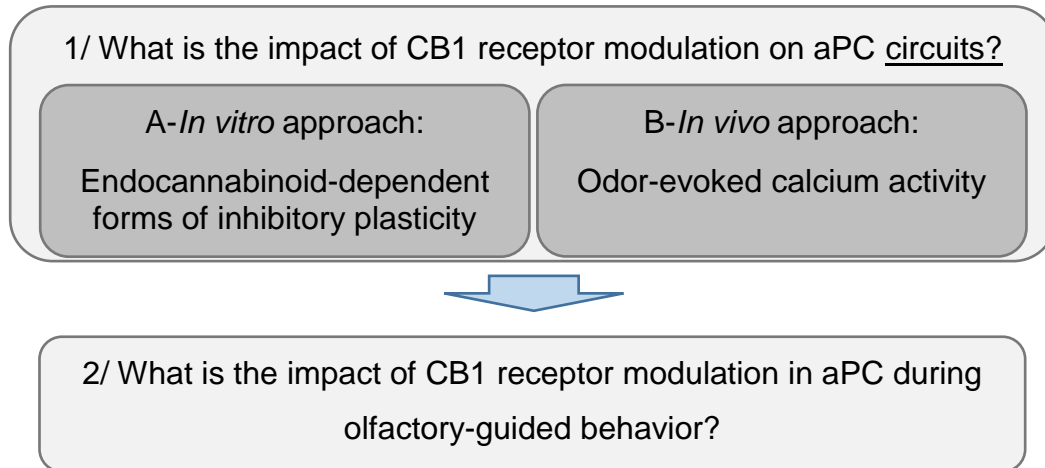 1/ What is the impact of CB1 receptor modulation on aPC circuits?
A-In vitro approach:
Endocannabinoid-dependent
forms of inhibitory plasticity
B-In vivo approach:
Odor-evoked calcium activity
2/ What is the impact of CB1 receptor modulation in aPC during
olfactory-guided behavior?